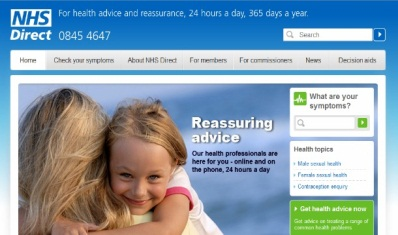 NHS
Direct
For health advice and reassurance, 24 hours a day, 365 days a year.
0845 4647
Search
Home
Check your symptoms
About NHS Direct
For members
For commissioners
News
Decision aids
Reassuring
advice
Our health professionals are
here for you - online and on
the phone, 24 hours a day
What are your
symptoms?
Health topics
Male sexual health
Female sexual health
Contraception enquiry
Get health advice now
Get advice on treating a range of
common health problems